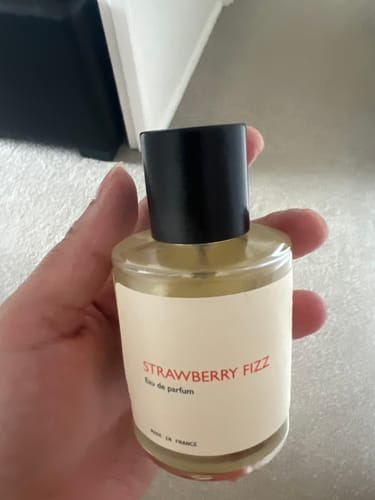 STRAWBERRY FIZZ
Eau de parfum
MADE IN FRANCE